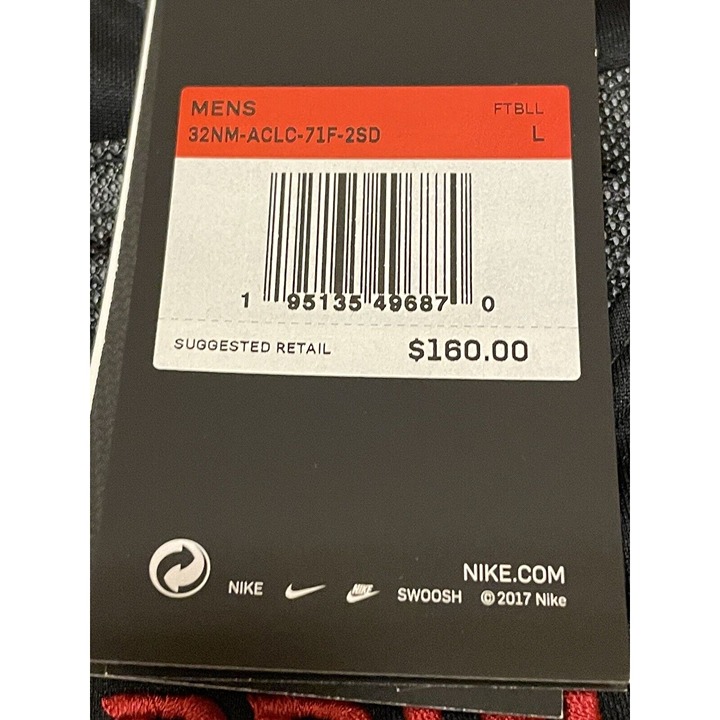 MENS FTBLL
32NM-ACLC-71F-2SD L
1 95135 49687 0
SUGGESTED RETAIL $160.00
NIKE.COM
NIKE NIKE SWOOSH ©2017 Nike